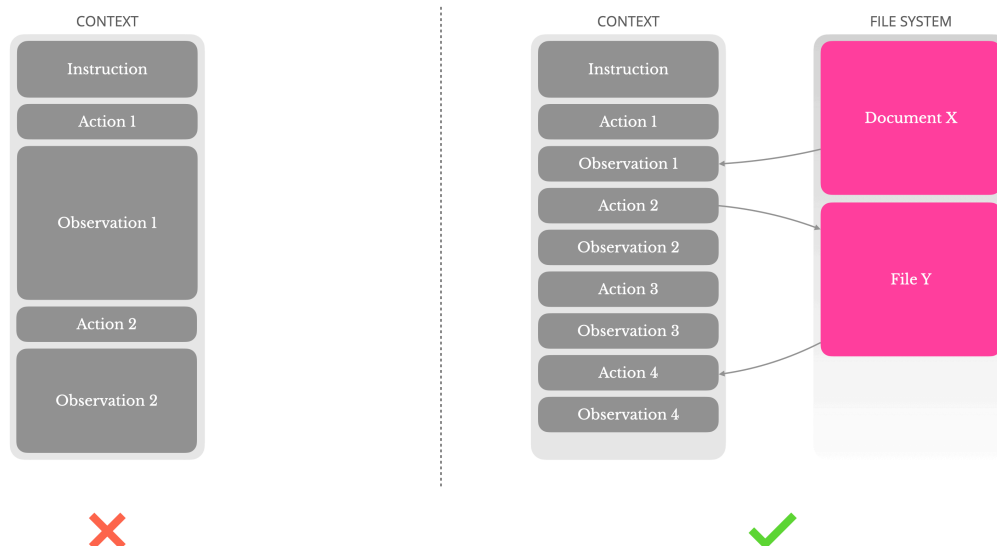 CONTEXT
Instruction
Action 1
Observation 1
Action 2
Observation 2
CONTEXT
Instruction
Action 1
Observation 1
Action 2
Observation 2
Action 3
Observation 3
Action 4
Observation 4
FILE SYSTEM
Document X
File Y